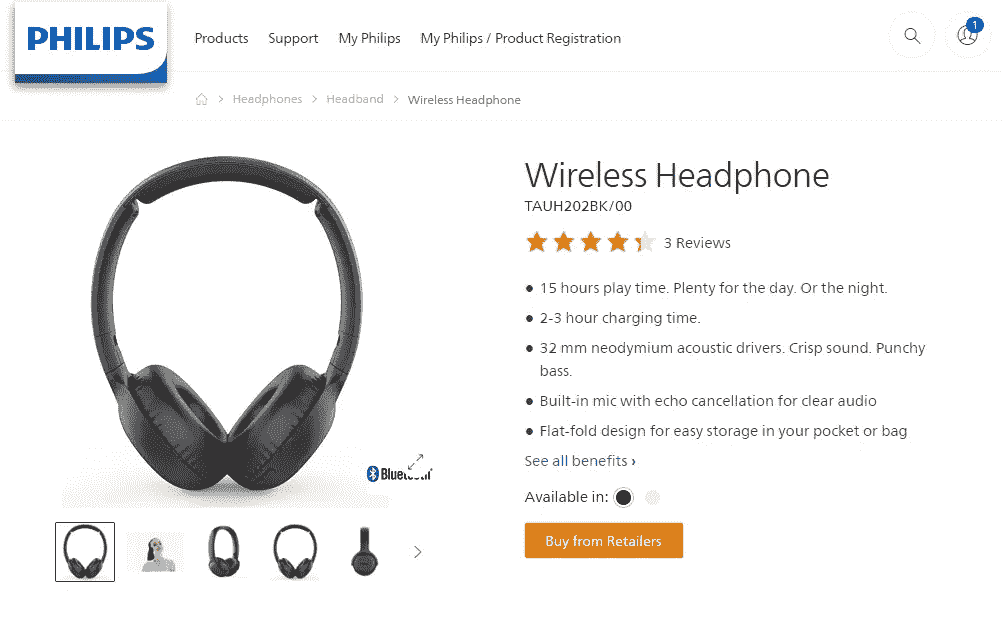 PHILIPS
Products Support My Philips My Philips / Product Registration
1
Headphones > Headband > Wireless Headphone
Wireless Headphone
TAUH202BK/00
3 Reviews
• 15 hours play time. Plenty for the day. Or the night.
• 2-3 hour charging time.
• 32 mm neodymium acoustic drivers. Crisp sound. Punchy
bass.
• Built-in mic with echo cancellation for clear audio
• Flat-fold design for easy storage in your pocket or bag
See all benefits ›
Available in:
Buy from Retailers
Bluetooth